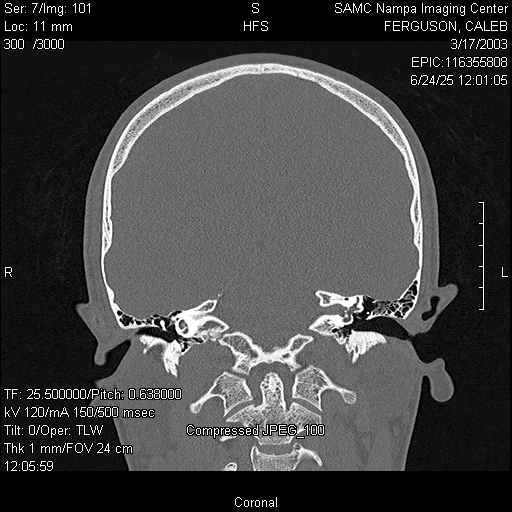 Ser: 7/Img: 101
Loc: 11 mm
300 /3000
S
HFS
SAMC Nampa Imaging Center
FERGUSON, CALEB
3/17/2003
EPIC:116355808
6/24/25 12:01:05
R
L
TF: 25.500000/Pitch: 0.638000
kV 120/mA 150/500 msec
Tilt: 0/Oper: TLW
Thk 1 mm/FOV 24 cm
12:05:59
Compressed JPEG_100
Coronal